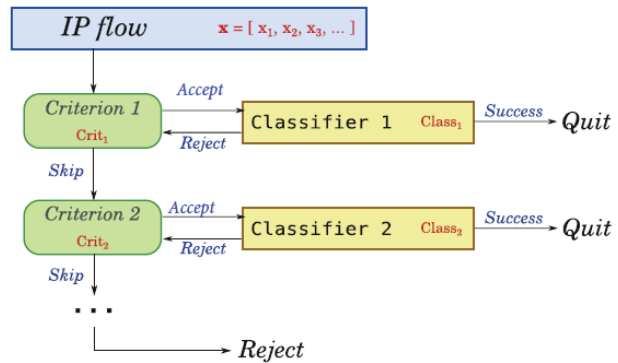 IP flow x = [ x₁, x₂, x₃, ... ]
Criterion 1
Crit₁
Accept
Reject
Classifier 1 Class₁
Success
Quit
Skip
Criterion 2
Crit₂
Accept
Reject
Classifier 2 Class₂
Success
Quit
Skip
...
Reject